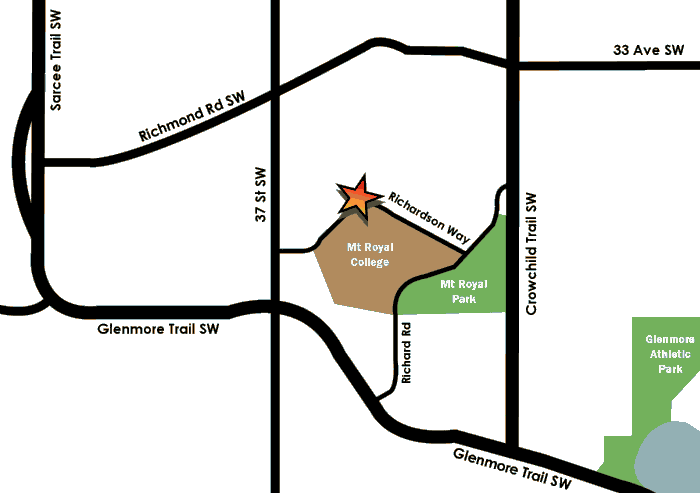 Sarcee Trail SW
33 Ave SW
Richmond Rd SW
37 St SW
Richardson Way
Crowchild Trail SW
Mt Royal
College
Mt Royal
Park
Glenmore Trail SW
Richard Rd
Glenmore
Athletic
Park
Glenmore Trail SW